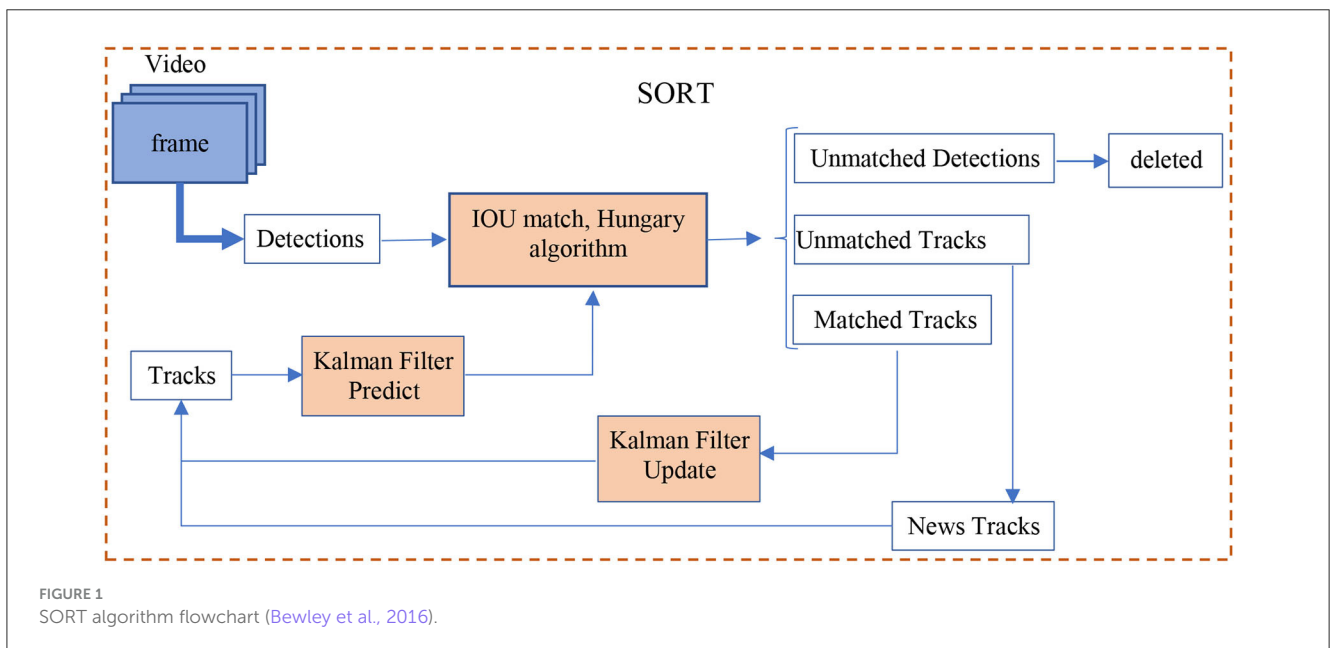 Video
SORT
frame
Unmatched Detections
deleted
IOU match, Hungary
algorithm
Detections
Unmatched Tracks
Matched Tracks
Kalman Filter
Predict
Tracks
Kalman Filter
Update
News Tracks
FIGURE 1
SORT algorithm flowchart (Bewley et al., 2016).